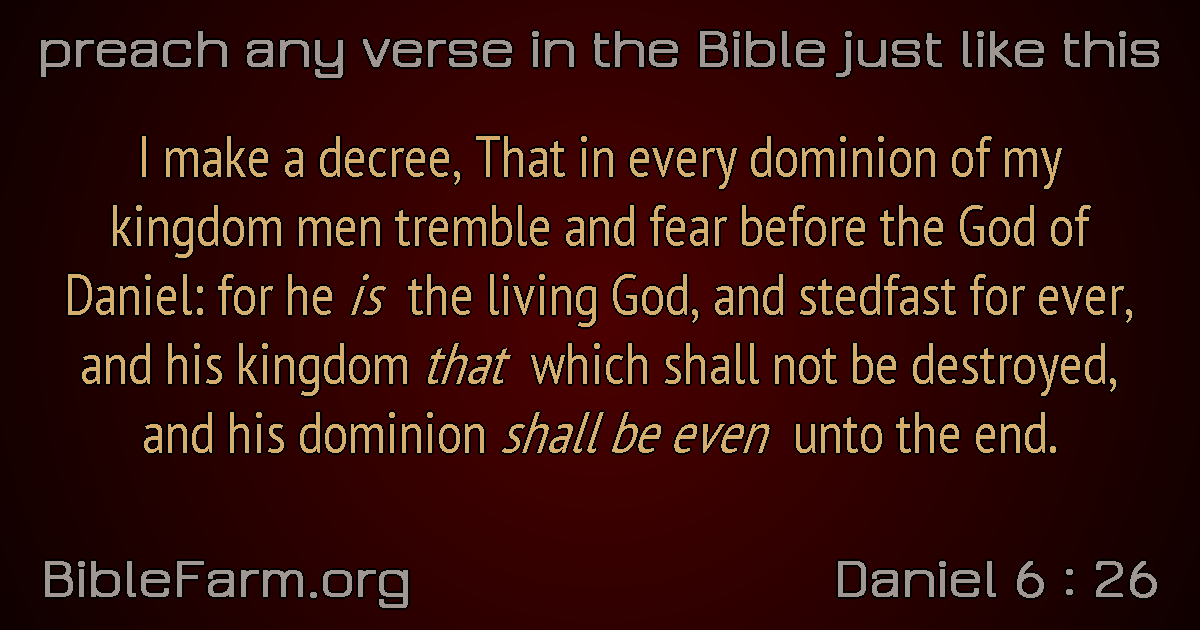 preach any verse in the Bible just like this
I make a decree, That in every dominion of my
kingdom men tremble and fear before the God of
Daniel: for he is the living God, and stedfast for ever,
and his kingdom that which shall not be destroyed,
and his dominion shall be even unto the end.
BibleFarm.org
Daniel 6 : 26